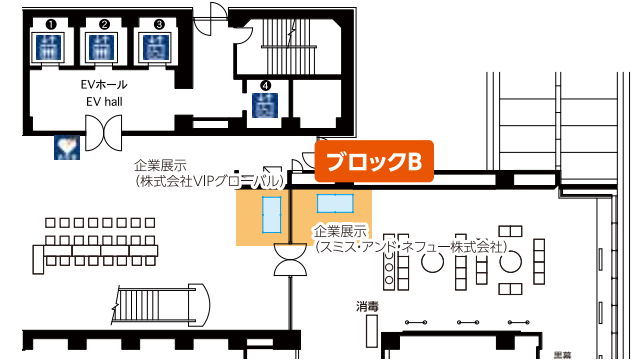 ❶
❷
❸
EVホール
EV hall
❹
企業展示
（株式会社VIPグローバル）
ブロックB
企業展示
（スミス・アンド・ネフュー株式会社）
消毒
黒幕